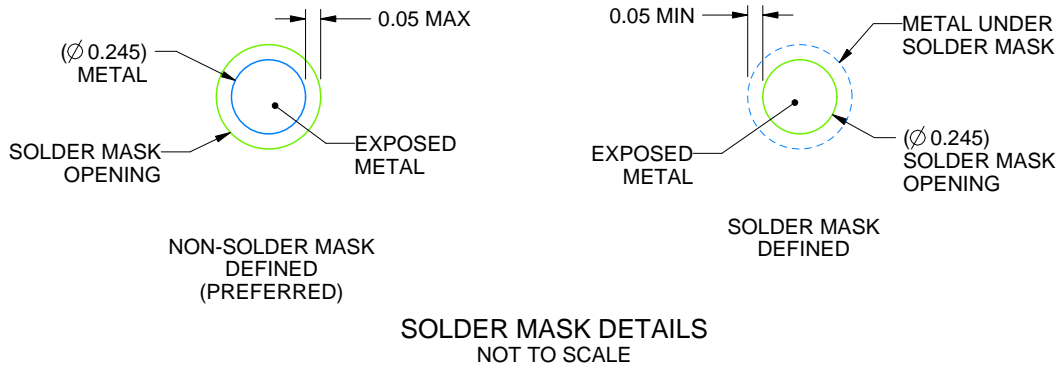 0.05 MAX
(∅ 0.245)
METAL
SOLDER MASK
OPENING
EXPOSED
METAL
NON-SOLDER MASK
DEFINED
(PREFERRED)
0.05 MIN
METAL UNDER
SOLDER MASK
(∅ 0.245)
SOLDER MASK
OPENING
EXPOSED
METAL
SOLDER MASK
DEFINED
SOLDER MASK DETAILS
NOT TO SCALE